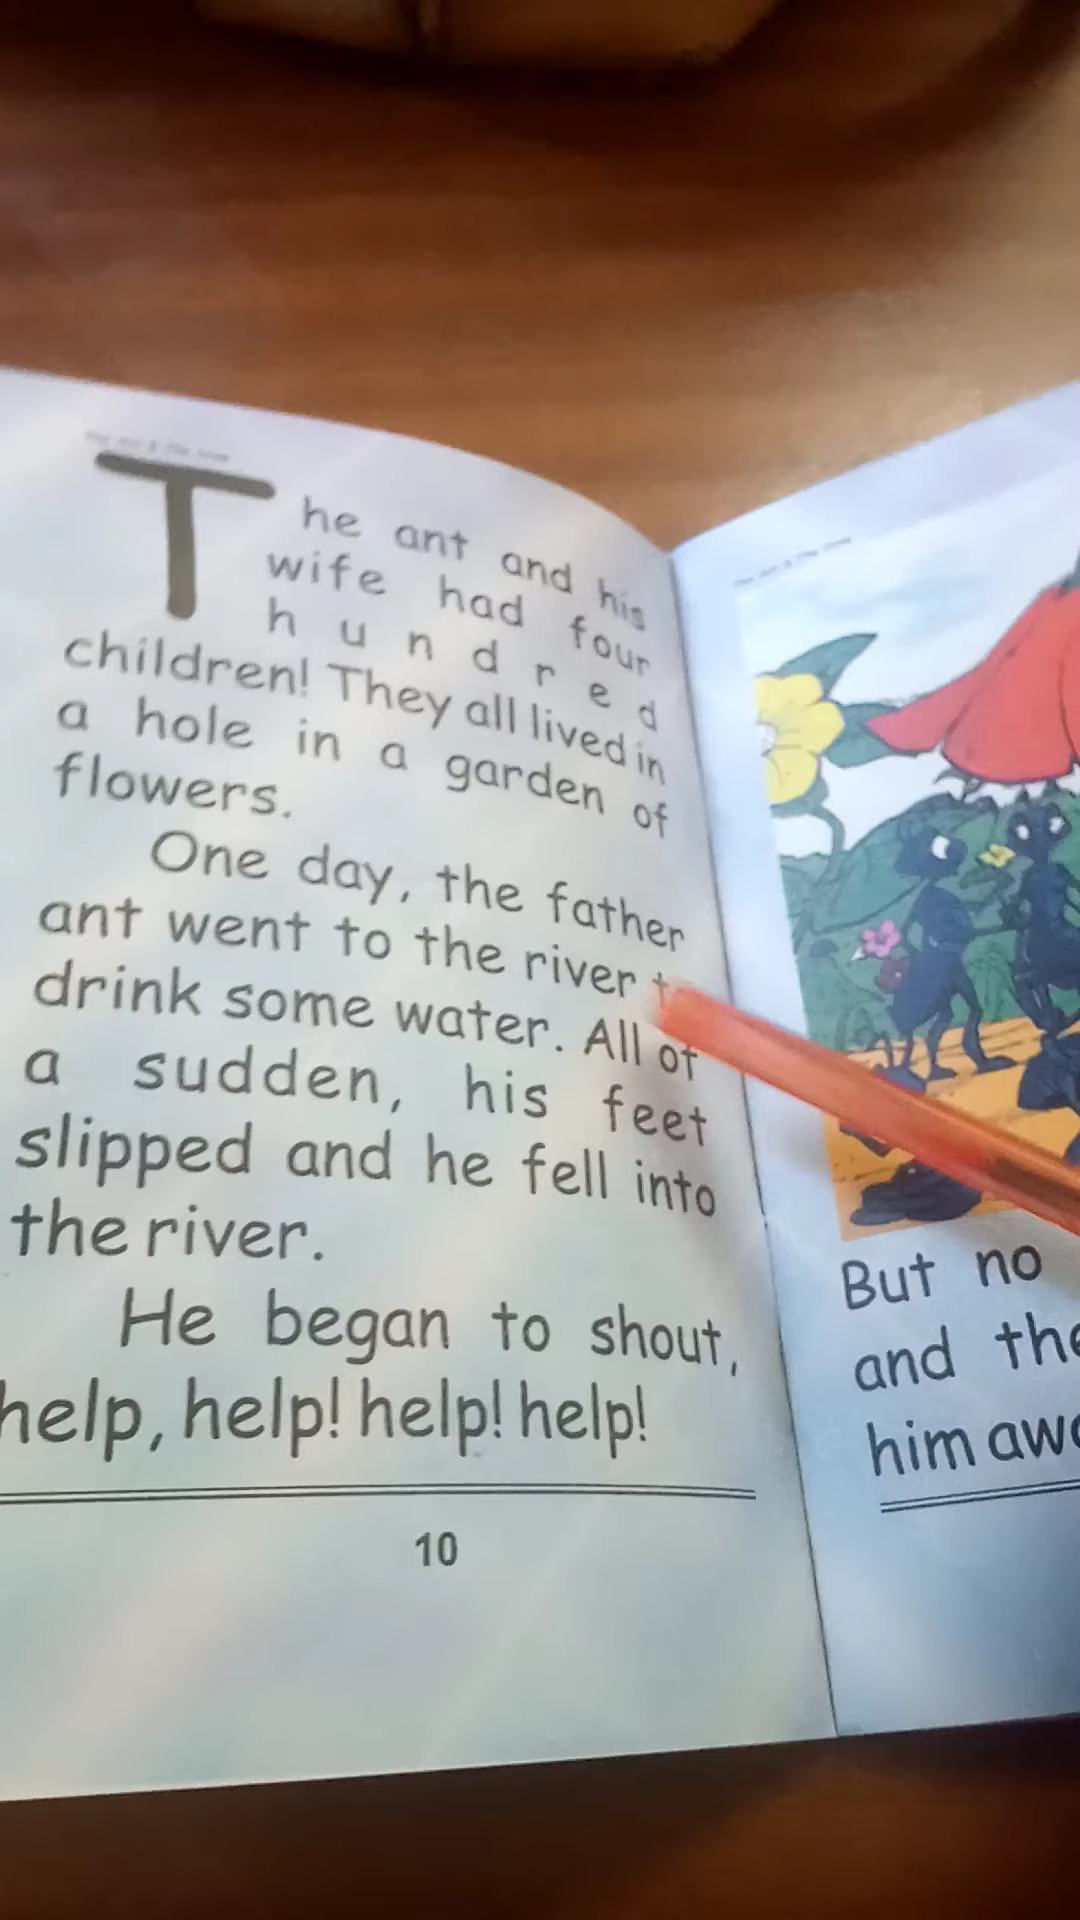 The ant and his
wife had four
hundred
children! They all lived in
a hole in a garden of
flowers.
One day, the father
ant went to the river
drink some water. All of
a sudden, his feet
slipped and he fell into
the river.
He began to shout,
help, help! help! help!
10
But no
and
him